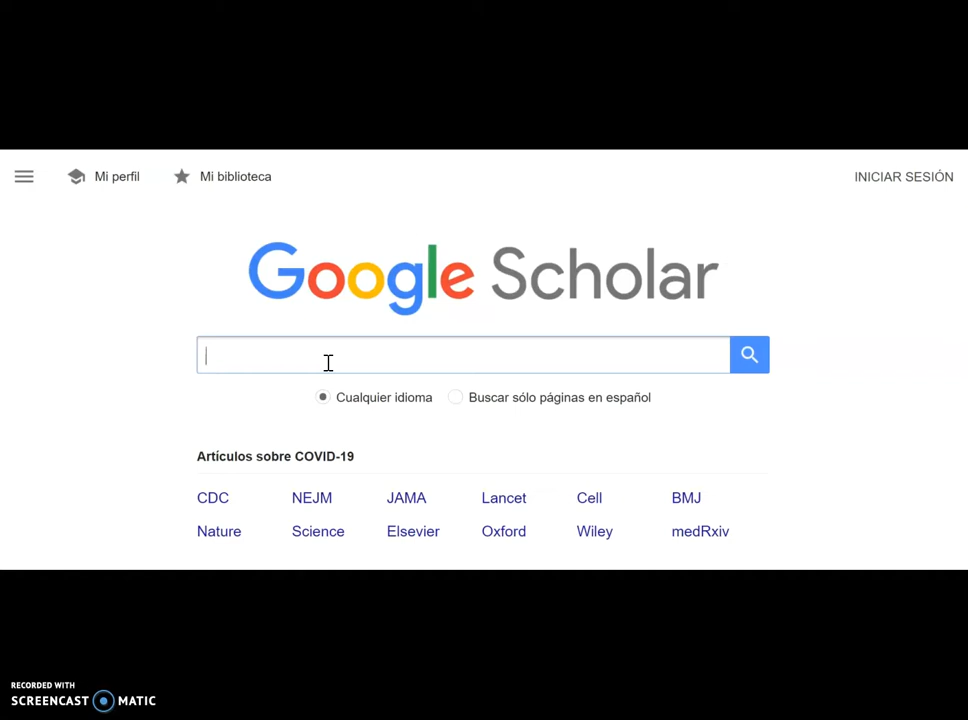 Mi perfil Mi biblioteca INICIAR SESIÓN
Google Scholar
Cualquier idioma Buscar sólo páginas en español
Artículos sobre COVID-19
CDC NEJM JAMA Lancet Cell BMJ
Nature Science Elsevier Oxford Wiley medRxiv
RECORDED WITH
SCREENCAST MATIC